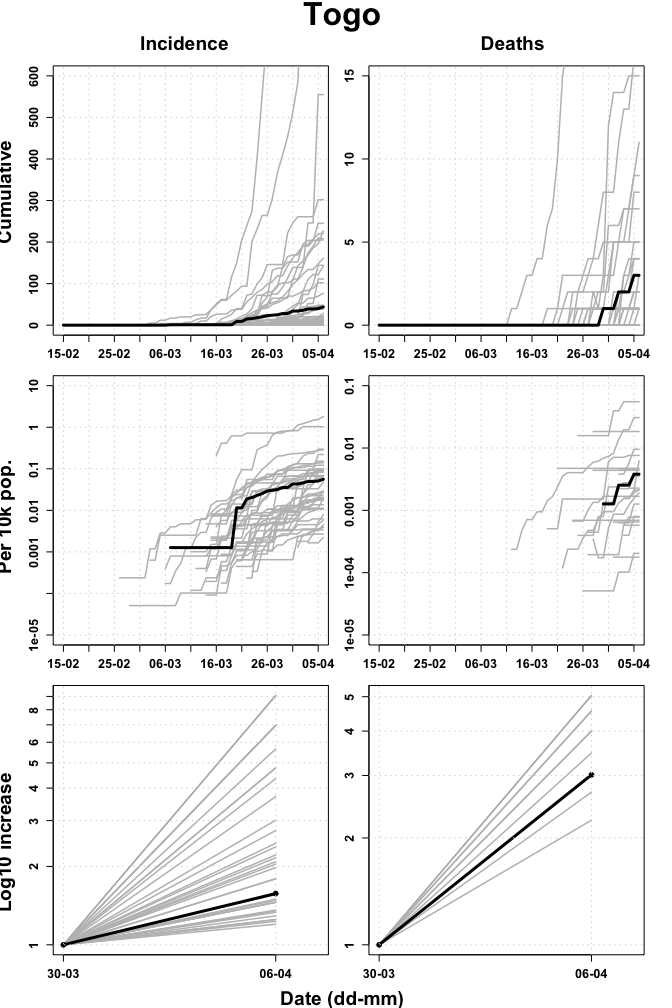 Togo
Incidence
Deaths
Cumulative
600
500
400
300
200
100
0
15-02 25-02 06-03 16-03 26-03 05-04
15
10
5
0
15-02 25-02 06-03 16-03 26-03 05-04
Per 10k pop.
10
1
0.1
0.01
0.001
1e-05
15-02 25-02 06-03 16-03 26-03 05-04
0.1
0.01
0.001
1e-04
1e-05
15-02 25-02 06-03 16-03 26-03 05-04
Log10 increase
8
6
5
4
3
2
1
30-03 06-04
5
4
3
2
1
30-03 06-04
Date (dd-mm)